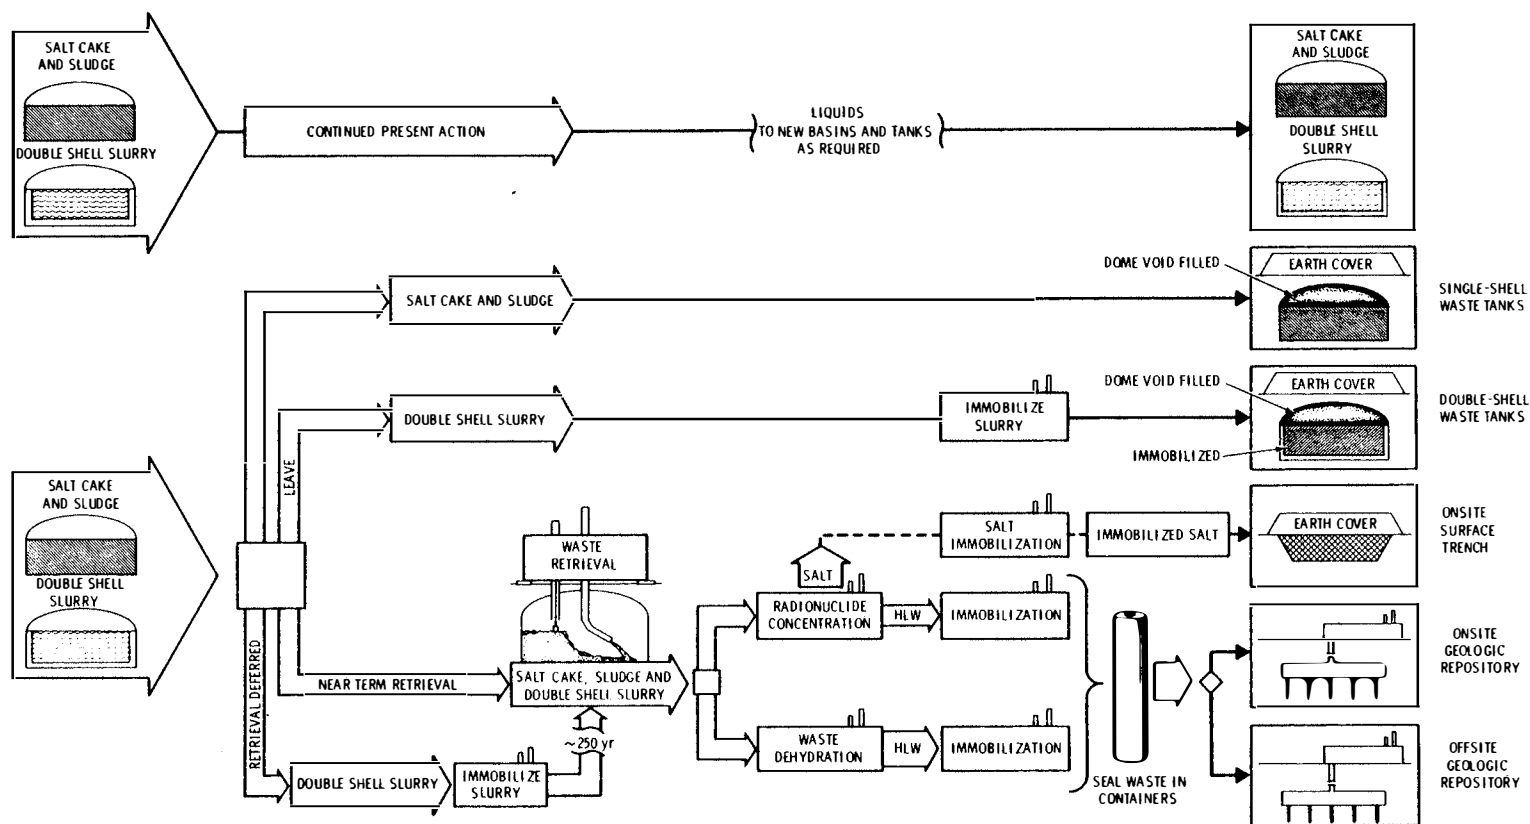 SALT CAKE
AND SLUDGE
DOUBLE SHELL SLURRY
CONTINUED PRESENT ACTION
LIQUIDS
TO NEW BASINS AND TANKS
AS REQUIRED
SALT CAKE
AND SLUDGE
DOUBLE SHELL
SLURRY
SALT CAKE AND SLUDGE
DOME VOID FILLED
EARTH COVER
SINGLE-SHELL
WASTE TANKS
DOUBLE SHELL SLURRY
IMMOBILIZE
SLURRY
DOME VOID FILLED
IMMOBILIZED
EARTH COVER
DOUBLE-SHELL
WASTE TANKS
LEAVE
SALT CAKE
AND SLUDGE
DOUBLE SHELL
SLURRY
RETRIEVAL DEFERRED
NEAR TERM RETRIEVAL
WASTE
RETRIEVAL
SALT CAKE, SLUDGE AND
DOUBLE SHELL SLURRY
~250 yr
DOUBLE SHELL SLURRY
IMMOBILIZE
SLURRY
SALT
RADIONUCLIDE
CONCENTRATION
HLW
IMMOBILIZATION
SALT
IMMOBILIZATION
IMMOBILIZED SALT
EARTH COVER
ONSITE
SURFACE
TRENCH
WASTE
DEHYDRATION
HLW
IMMOBILIZATION
SEAL WASTE IN
CONTAINERS
ONSITE
GEOLOGIC
REPOSITORY
OFFSITE
GEOLOGIC
REPOSITORY